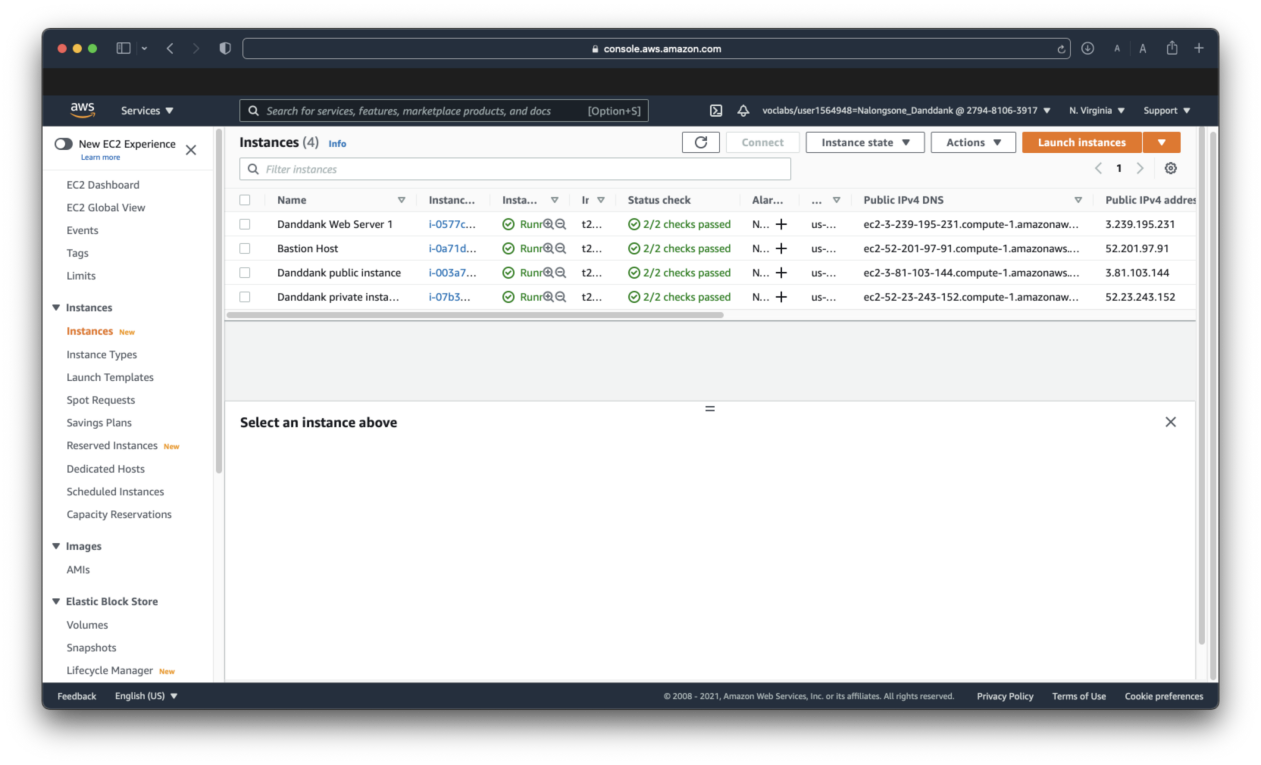 console.aws.amazon.com
A A
aws Services Search for services, features, marketplace products, and docs [Option+S] voclabs/user1564948=Nalongsone_Danddank @ 2794-8106-3917 N. Virginia Support
New EC2 Experience
Learn more
EC2 Dashboard
EC2 Global View
Events
Tags
Limits
Instances
Instances New
Instance Types
Launch Templates
Spot Requests
Savings Plans
Reserved Instances New
Dedicated Hosts
Scheduled Instances
Capacity Reservations
Images
AMIs
Elastic Block Store
Volumes
Snapshots
Lifecycle Manager New
Instances (4) Info Connect Instance state Actions Launch instances
Filter instances 1
Name Instanc... Insta... Status check Alar... ... Public IPv4 DNS Public IPv4 addres
Danddank Web Server 1 i-0577c... t2... 2/2 checks passed N... us-... ec2-3-239-195-231.compute-1.amazonaw... 3.239.195.231
Bastion Host i-0a71d... t2... 2/2 checks passed N... us-... ec2-52-201-97-91.compute-1.amazonaws.... 52.201.97.91
Danddank public instance i-003a7... t2... 2/2 checks passed N... us-... ec2-3-81-103-144.compute-1.amazonaws.... 3.81.103.144
Danddank private insta... i-07b3... t2... 2/2 checks passed N... us-... ec2-52-23-243-152.compute-1.amazonaw... 52.23.243.152
Select an instance above
Feedback English (US) © 2008 - 2021, Amazon Web Services, Inc. or its affiliates. All rights reserved. Privacy Policy Terms of Use Cookie preferences